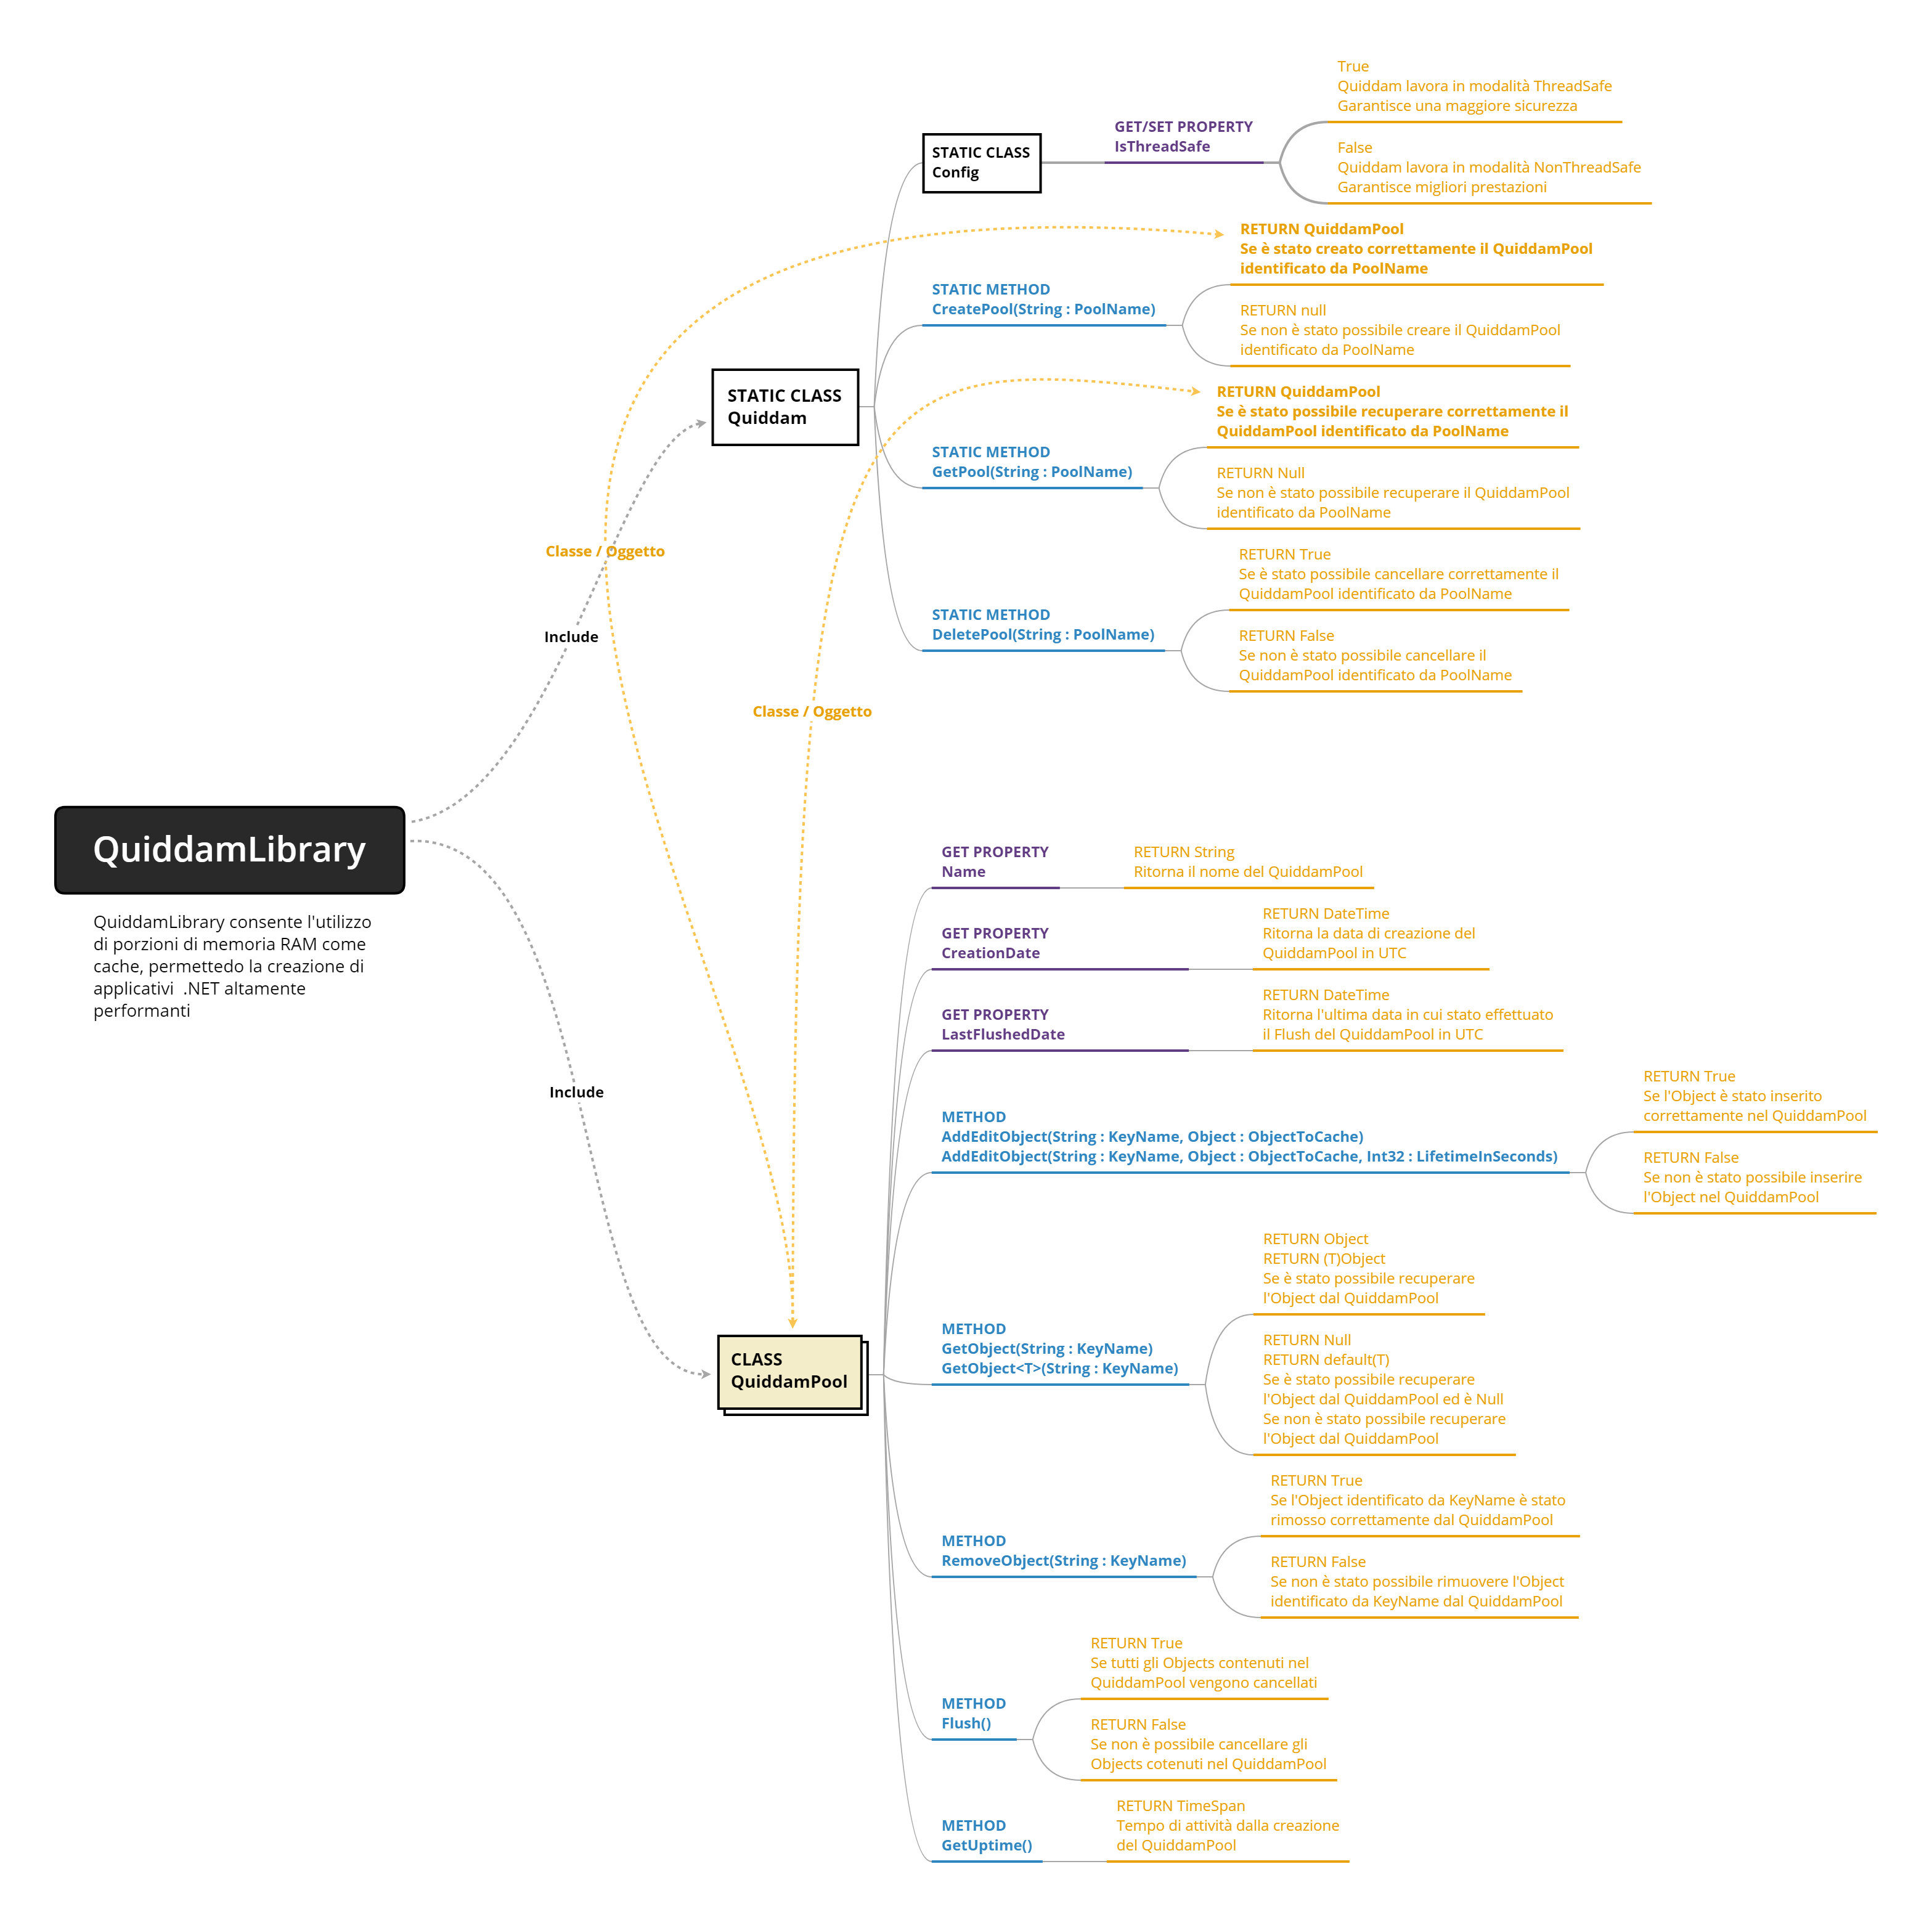 QuiddamLibrary
QuiddamLibrary consente l'utilizzo
di porzioni di memoria RAM come
cache, permettedo la creazione di
applicativi  .NET altamente
performanti
Include
Include
Classe / Oggetto
Classe / Oggetto
STATIC CLASS
Quiddam
STATIC CLASS
Config
GET/SET PROPERTY
IsThreadSafe
True
Quiddam lavora in modalità ThreadSafe
Garantisce una maggiore sicurezza
False
Quiddam lavora in modalità NonThreadSafe
Garantisce migliori prestazioni
STATIC METHOD
CreatePool(String : PoolName)
RETURN QuiddamPool
Se è stato creato correttamente il QuiddamPool
identificato da PoolName
RETURN null
Se non è stato possibile creare il QuiddamPool
identificato da PoolName
STATIC METHOD
GetPool(String : PoolName)
RETURN QuiddamPool
Se è stato possibile recuperare correttamente il
QuiddamPool identificato da PoolName
RETURN Null
Se non è stato possibile recuperare il QuiddamPool
identificato da PoolName
STATIC METHOD
DeletePool(String : PoolName)
RETURN True
Se è stato possibile cancellare correttamente il
QuiddamPool identificato da PoolName
RETURN False
Se non è stato possibile cancellare il
QuiddamPool identificato da PoolName
CLASS
QuiddamPool
GET PROPERTY
Name
RETURN String
Ritorna il nome del QuiddamPool
GET PROPERTY
CreationDate
RETURN DateTime
Ritorna la data di creazione del
QuiddamPool in UTC
GET PROPERTY
LastFlushedDate
RETURN DateTime
Ritorna l'ultima data in cui stato effettuato
il Flush del QuiddamPool in UTC
METHOD
AddEditObject(String : KeyName, Object : ObjectToCache)
AddEditObject(String : KeyName, Object : ObjectToCache, Int32 : LifetimeInSeconds)
RETURN True
Se l'Object è stato inserito
correttamente nel QuiddamPool
RETURN False
Se non è stato possibile inserire
l'Object nel QuiddamPool
METHOD
GetObject(String : KeyName)
GetObject<T>(String : KeyName)
RETURN Object
RETURN (T)Object
Se è stato possibile recuperare
l'Object dal QuiddamPool
RETURN Null
RETURN default(T)
Se è stato possibile recuperare
l'Object dal QuiddamPool ed è Null
Se non è stato possibile recuperare
l'Object dal QuiddamPool
METHOD
RemoveObject(String : KeyName)
RETURN True
Se l'Object identificato da KeyName è stato
rimosso correttamente dal QuiddamPool
RETURN False
Se non è stato possibile rimuovere l'Object
identificato da KeyName dal QuiddamPool
METHOD
Flush()
RETURN True
Se tutti gli Objects contenuti nel
QuiddamPool vengono cancellati
RETURN False
Se non è possibile cancellare gli
Objects cotenuti nel QuiddamPool
METHOD
GetUptime()
RETURN TimeSpan
Tempo di attività dalla creazione
del QuiddamPool